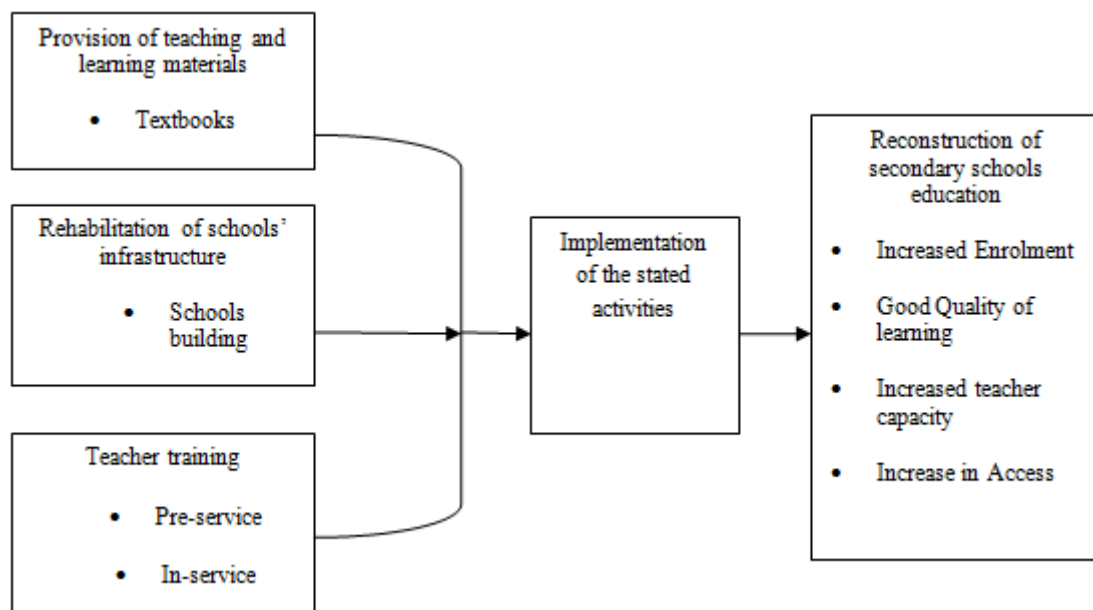 Provision of teaching and
learning materials
• Textbooks
Rehabilitation of schools'
infrastructure
• Schools
building
Teacher training
• Pre-service
• In-service
Implementation
of the stated
activities
Reconstruction of
secondary schools
education
• Increased Enrolment
• Good Quality of
learning
• Increased teacher
capacity
• Increase in Access